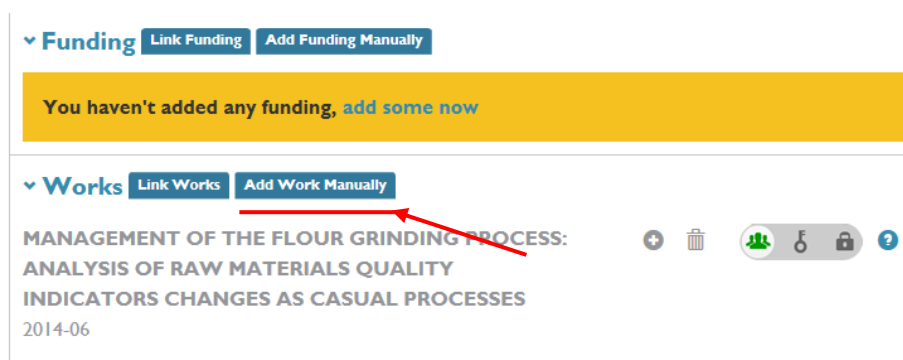 Funding Link Funding Add Funding Manually
You haven't added any funding, add some now
Works Link Works Add Work Manually
MANAGEMENT OF THE FLOUR GRINDING PROCESS:
ANALYSIS OF RAW MATERIALS QUALITY
INDICATORS CHANGES AS CASUAL PROCESSES
2014-06
?